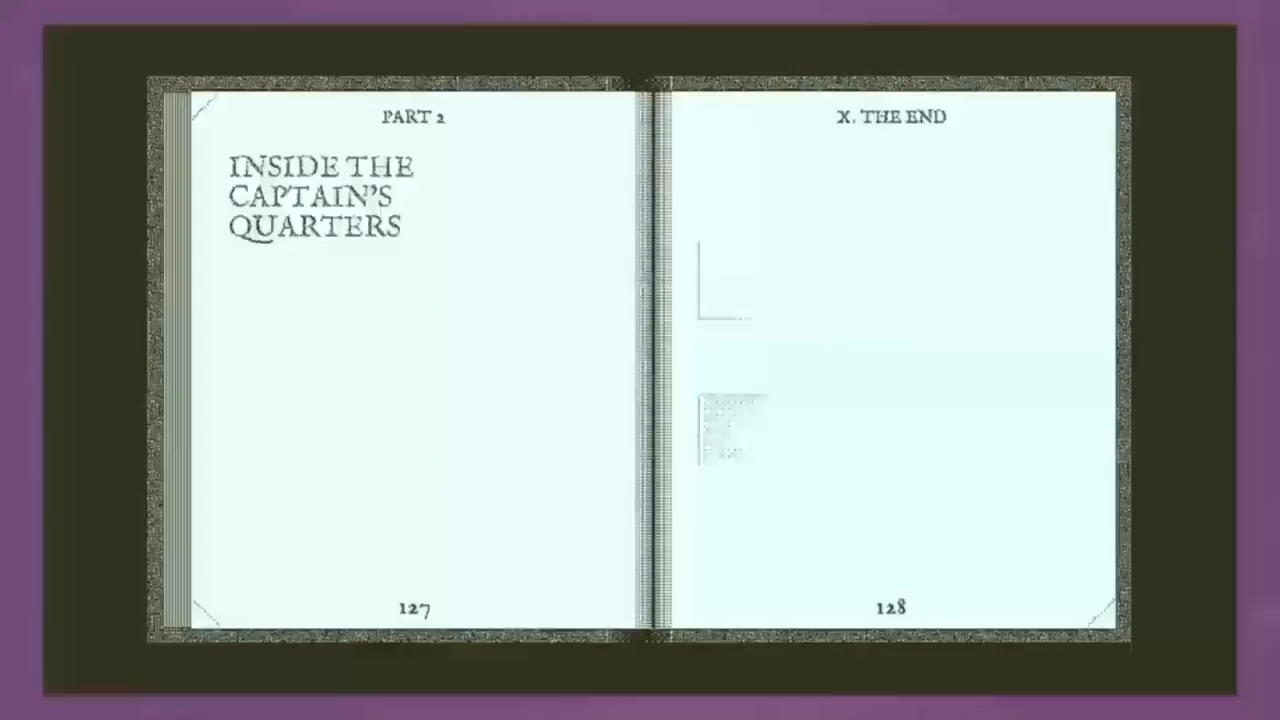 PART 2
INSIDE THE
CAPTAIN'S
QUARTERS
127
X. THE END
128